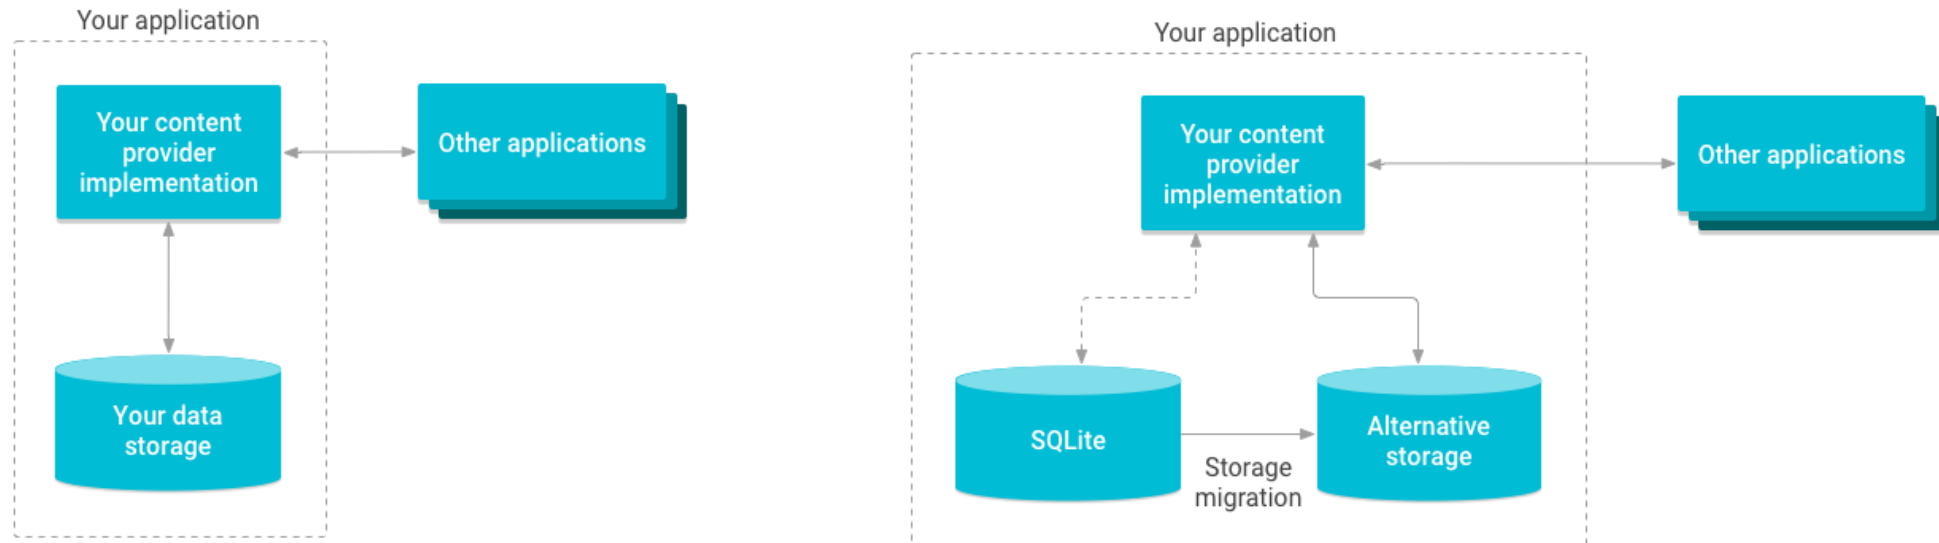 Your application
Your content
provider
implementation
Other applications
Your data
storage
Your application
Your content
provider
implementation
Other applications
SQLite
Storage
migration
Alternative
storage